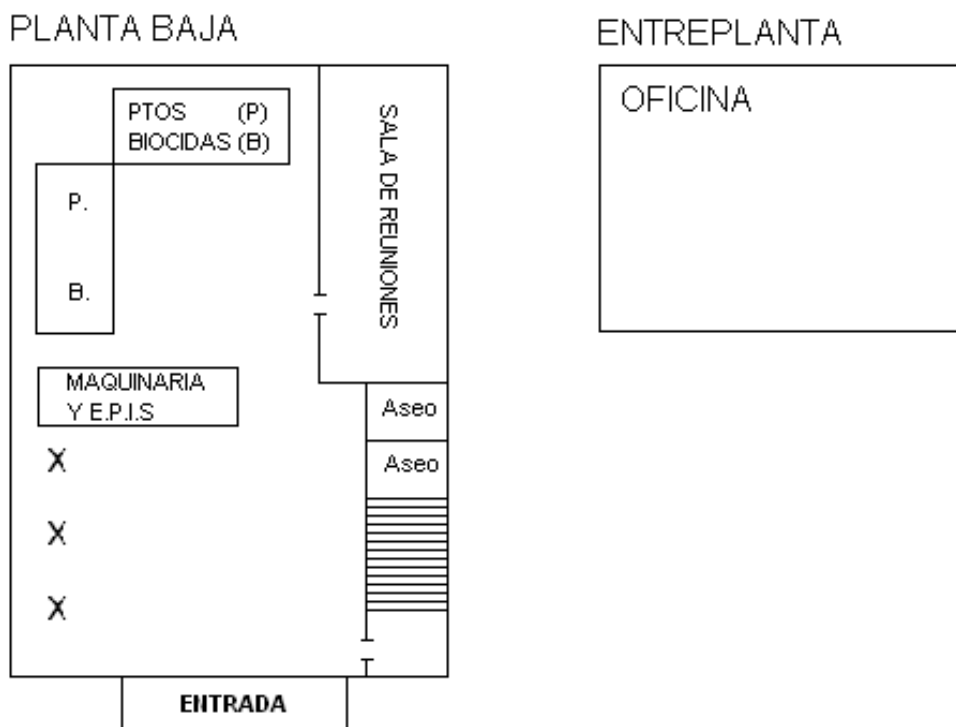 PLANTA BAJA
ENTREPLANTA
PTOS (P)
BIOCIDAS (B)
P.
B.
SALA DE REUNIONES
OFICINA
MAQUINARIA
Y E.P.I.S
Aseo
Aseo
X
X
X
ENTRADA